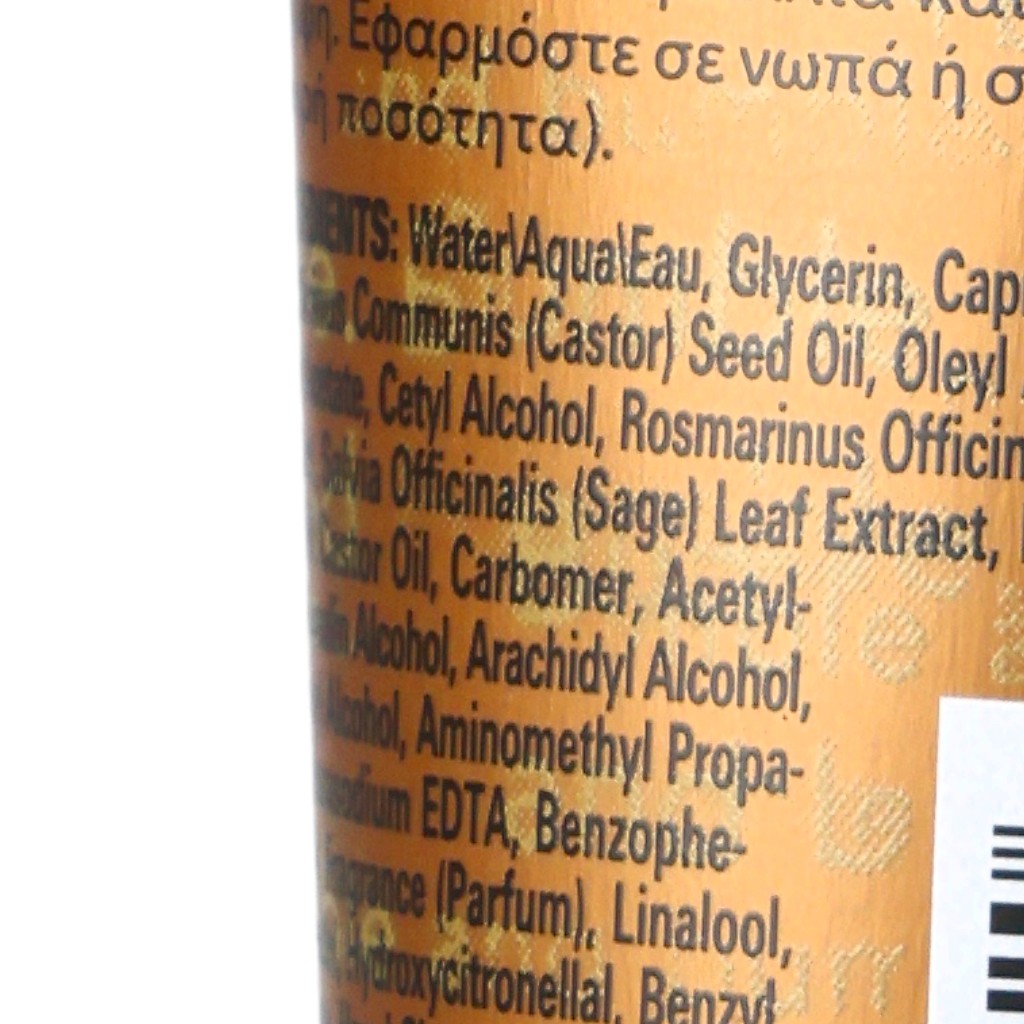 Εφαρμόστε σε νωπά ή σ
ποσότητα).
Water\Aqua\Eau, Glycerin, Cap
Communis (Castor) Seed Oil, Oleyl
Cetyl Alcohol, Rosmarinus Officin
Salvia Officinalis (Sage) Leaf Extract,
Castor Oil, Carbomer, Acetyl-
Alcohol, Arachidyl Alcohol,
Alcohol, Aminomethyl Propa-
EDTA, Benzophe-
Fragrance (Parfum), Linalool,
Hydroxycitronellal, Benzyl